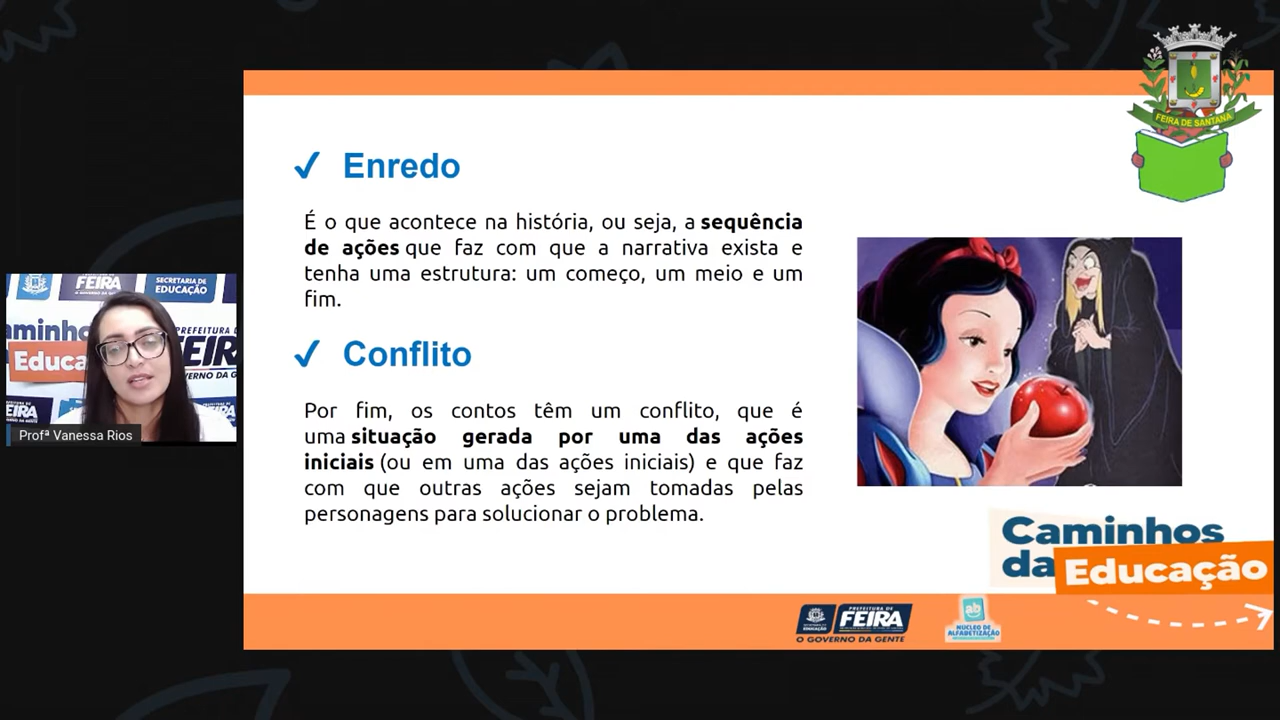 FEIRA DE SANTANA
✓ Enredo
É o que acontece na história, ou seja, a sequência
de ações que faz com que a narrativa exista e
tenha uma estrutura: um começo, um meio e um
fim.
✓ Conflito
Por fim, os contos têm um conflito, que é
uma situação gerada por uma das ações
iniciais (ou em uma das ações iniciais) e que faz
com que outras ações sejam tomadas pelas
personagens para solucionar o problema.
FEIRA
O GOVERNO DA GENTE
SECRETARIA DE
EDUCAÇÃO
aminho
Educa
PREFEITURA DE
FEIR
GOVERNO DA G
FEIRA
Profª Vanessa Rios
Caminhos
da Educação
PREFEITURA DE
FEIRA
O GOVERNO DA GENTE
ab
NÚCLEO DE
ALFABETIZAÇÃO